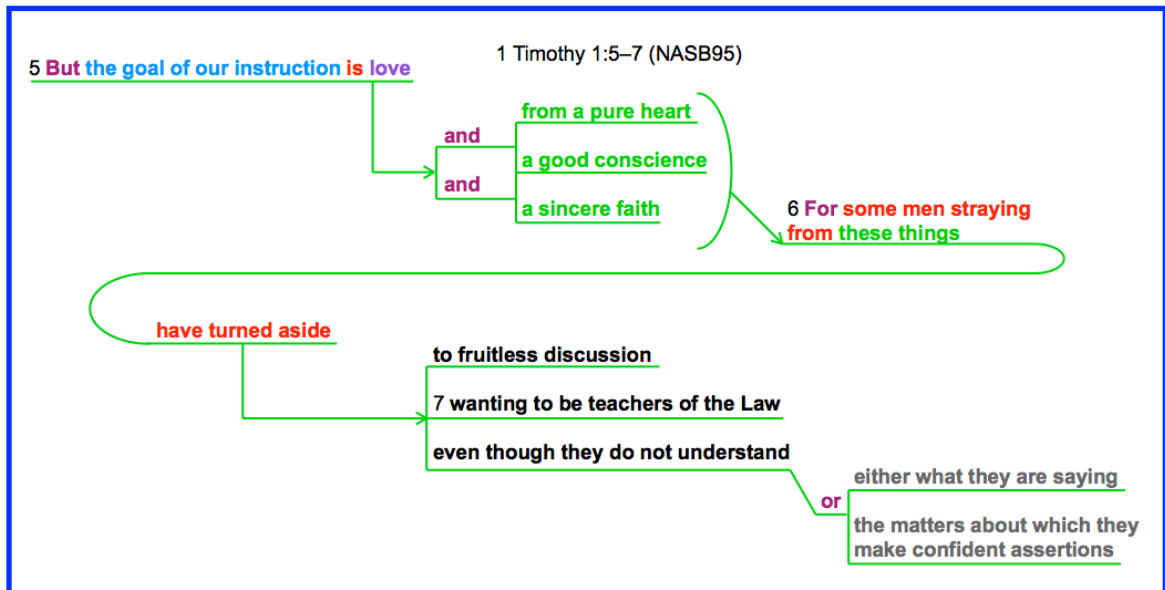 1 Timothy 1:5–7 (NASB95)
5 But the goal of our instruction is love
from a pure heart
and
a good conscience
and
a sincere faith
6 For some men straying
from these things
have turned aside
to fruitless discussion
7 wanting to be teachers of the Law
even though they do not understand
either what they are saying
or
the matters about which they
make confident assertions